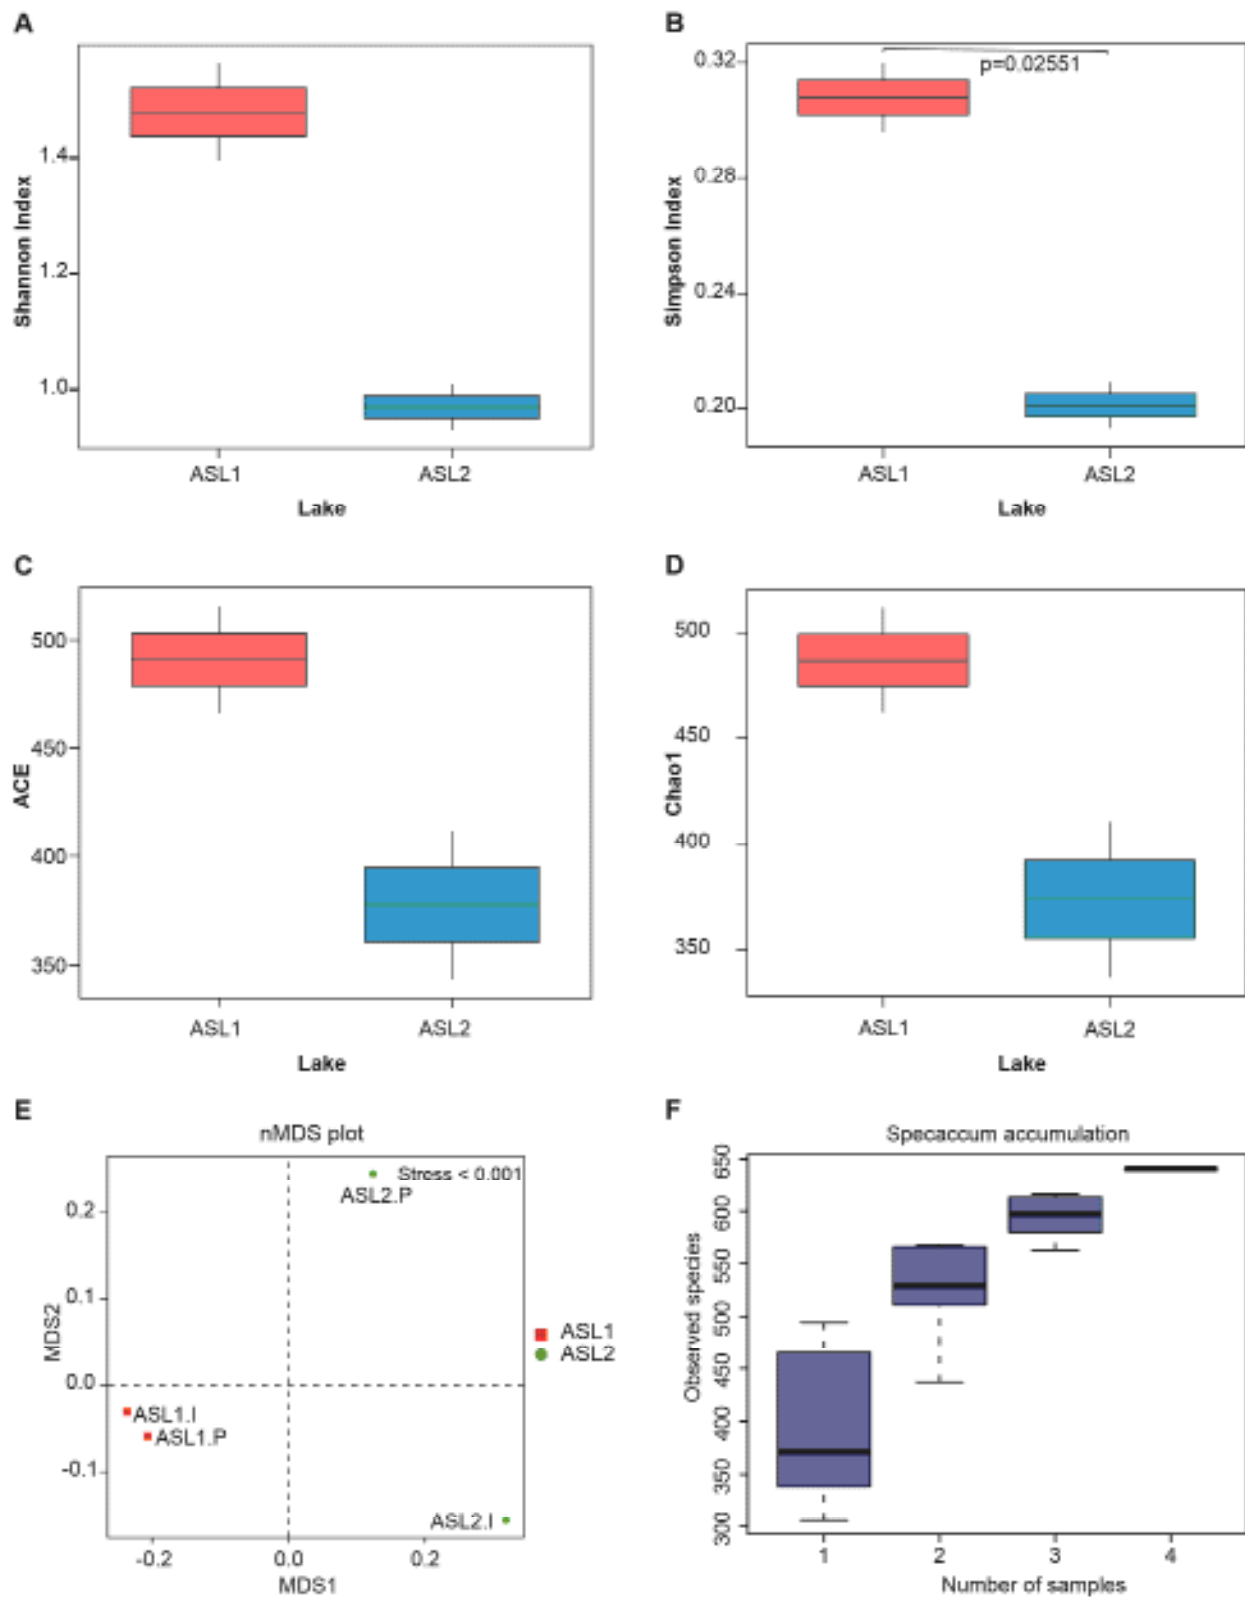 A
Shannon Index
1.4
1.2
1.0
ASL1
ASL2
Lake
B
Simpson Index
0.32
0.28
0.24
0.20
p=0.02551
ASL1
ASL2
Lake
C
ACE
500
450
400
350
ASL1
ASL2
Lake
D
Chao1
500
450
400
350
ASL1
ASL2
Lake
E
nMDS plot
Stress < 0.001
ASL2.P
MDS2
0.2
0.1
0.0
-0.1
ASL1.I
ASL1.P
ASL2.I
-0.2
0.0
0.2
MDS1
ASL1
ASL2
F
Specaccum accumulation
Observed species
650
600
550
500
450
400
350
300
1
2
3
4
Number of samples